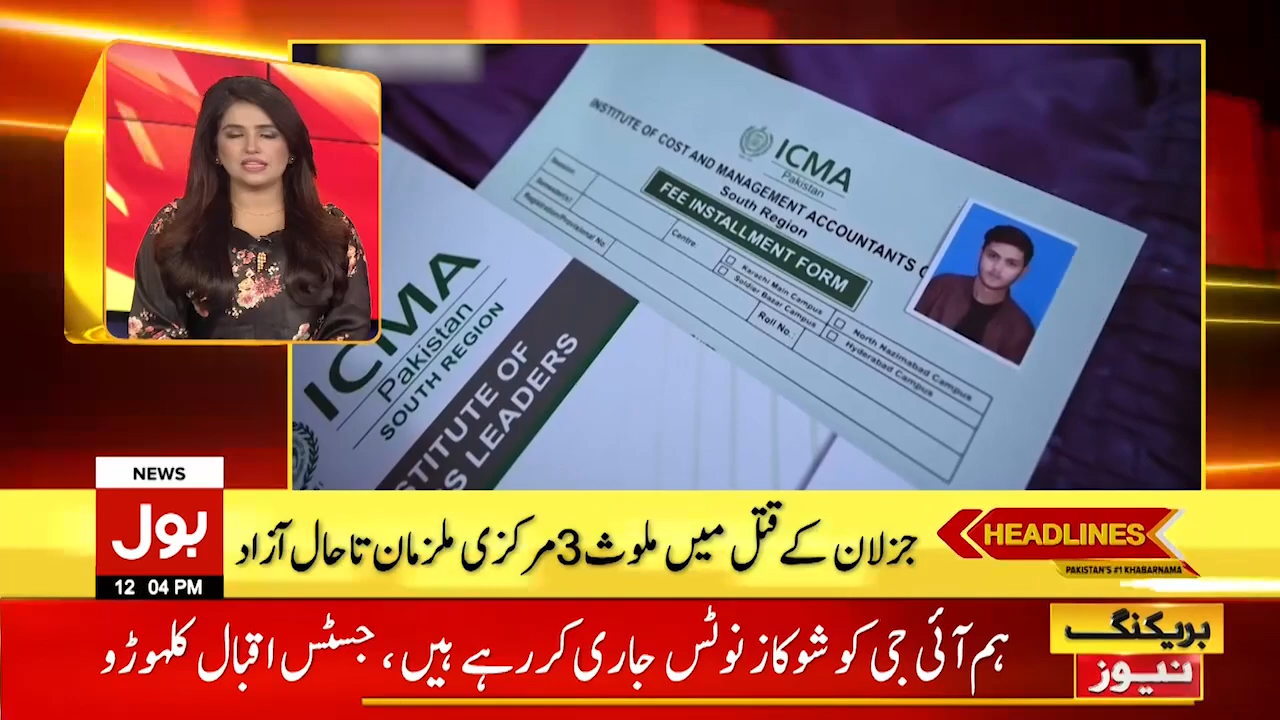 ICMA
Pakistan
INSTITUTE OF COST AND MANAGEMENT ACCOUNTANTS
South Region
FEE INSTALLMENT FORM
Session:
Semester(s):
Registration/Provisional No.
Centre:
Karachi Main Campus
Soldier Bazar Campus
North Nazimabad Campus
Hyderabad Campus
Roll No.
ICMA
Pakistan
SOUTH REGION
STITUTE OF
S LEADERS
NEWS
بول
12 04 PM
جزلان کے قتل میں ملوث 3 مرکزی ملزمان تاحال آزاد
HEADLINES
PAKISTAN'S #1 KHABARNAMA
ہم آئی جی کو شوکاز نوٹس جاری کر رہے ہیں، جسٹس اقبال کلہوڑو
بریکنگ
نیوز